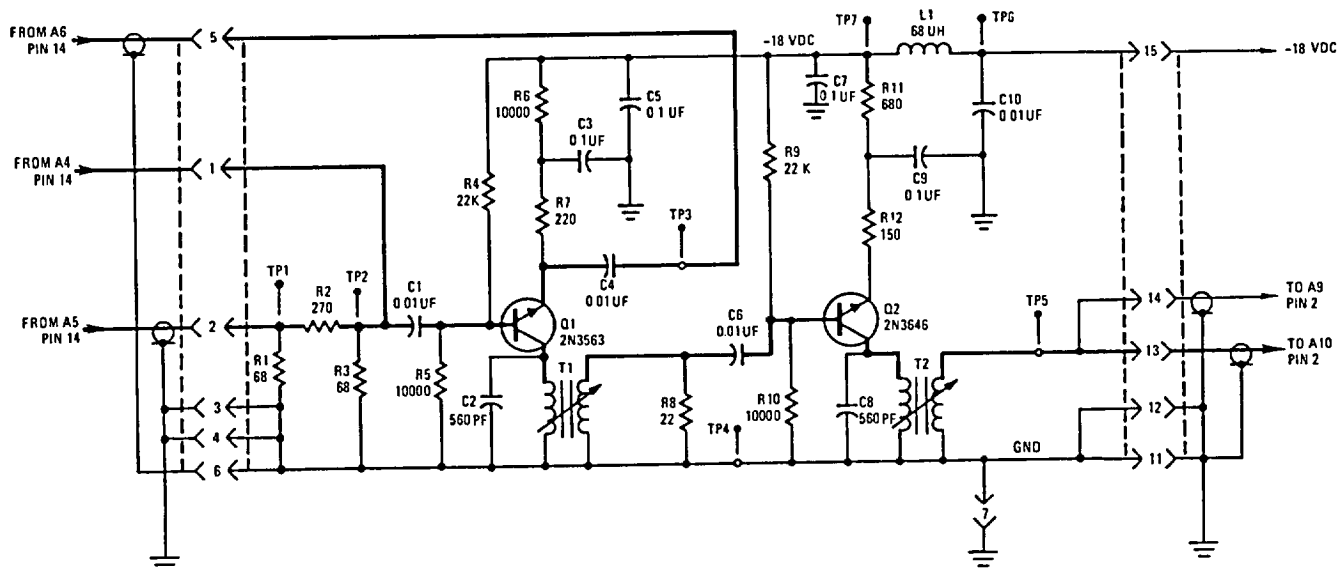 FROM A6
PIN 14
5
FROM A4
PIN 14
1
FROM A5
PIN 14
2
3
4
6
TP1
R2
270
TP2
R1
68
R3
68
C1
0.01UF
R5
10000
R4
22K
R6
10000
C3
0.1UF
C5
0.1UF
R7
220
TP3
C4
0.01UF
Q1
2N3563
C2
560PF
T1
R8
22
TP4
C6
0.01UF
R9
22 K
R10
10000
-18 VDC
C7
0.1UF
TP7
L1
68 UH
TP6
R11
680
C10
0.01UF
C9
0.1UF
R12
150
Q2
2N3646
C8
560PF
T2
TP5
GND
7
15
-18 VDC
14
TO A9
PIN 2
13
TO A10
PIN 2
12
11